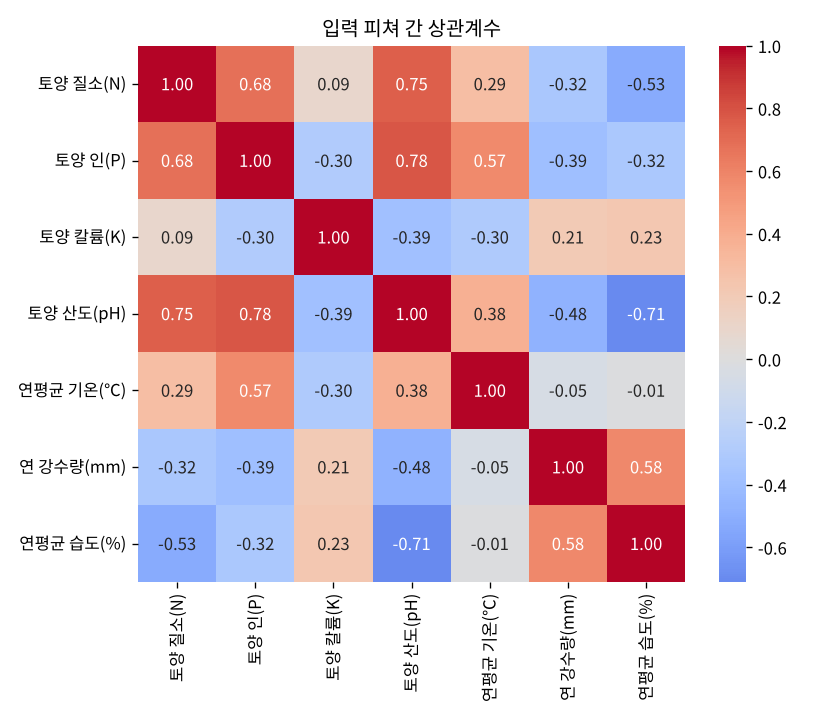 입력 피쳐 간 상관계수
토양 질소(N) 1.00 0.68 0.09 0.75 0.29 -0.32 -0.53
토양 인(P) 0.68 1.00 -0.30 0.78 0.57 -0.39 -0.32
토양 칼륨(K) 0.09 -0.30 1.00 -0.39 -0.30 0.21 0.23
토양 산도(pH) 0.75 0.78 -0.39 1.00 0.38 -0.48 -0.71
연평균 기온(°C) 0.29 0.57 -0.30 0.38 1.00 -0.05 -0.01
연 강수량(mm) -0.32 -0.39 0.21 -0.48 -0.05 1.00 0.58
연평균 습도(%) -0.53 -0.32 0.23 -0.71 -0.01 0.58 1.00
토양 질소(N)
토양 인(P)
토양 칼륨(K)
토양 산도(pH)
연평균 기온(°C)
연 강수량(mm)
연평균 습도(%)
1.0
0.8
0.6
0.4
0.2
0.0
-0.2
-0.4
-0.6